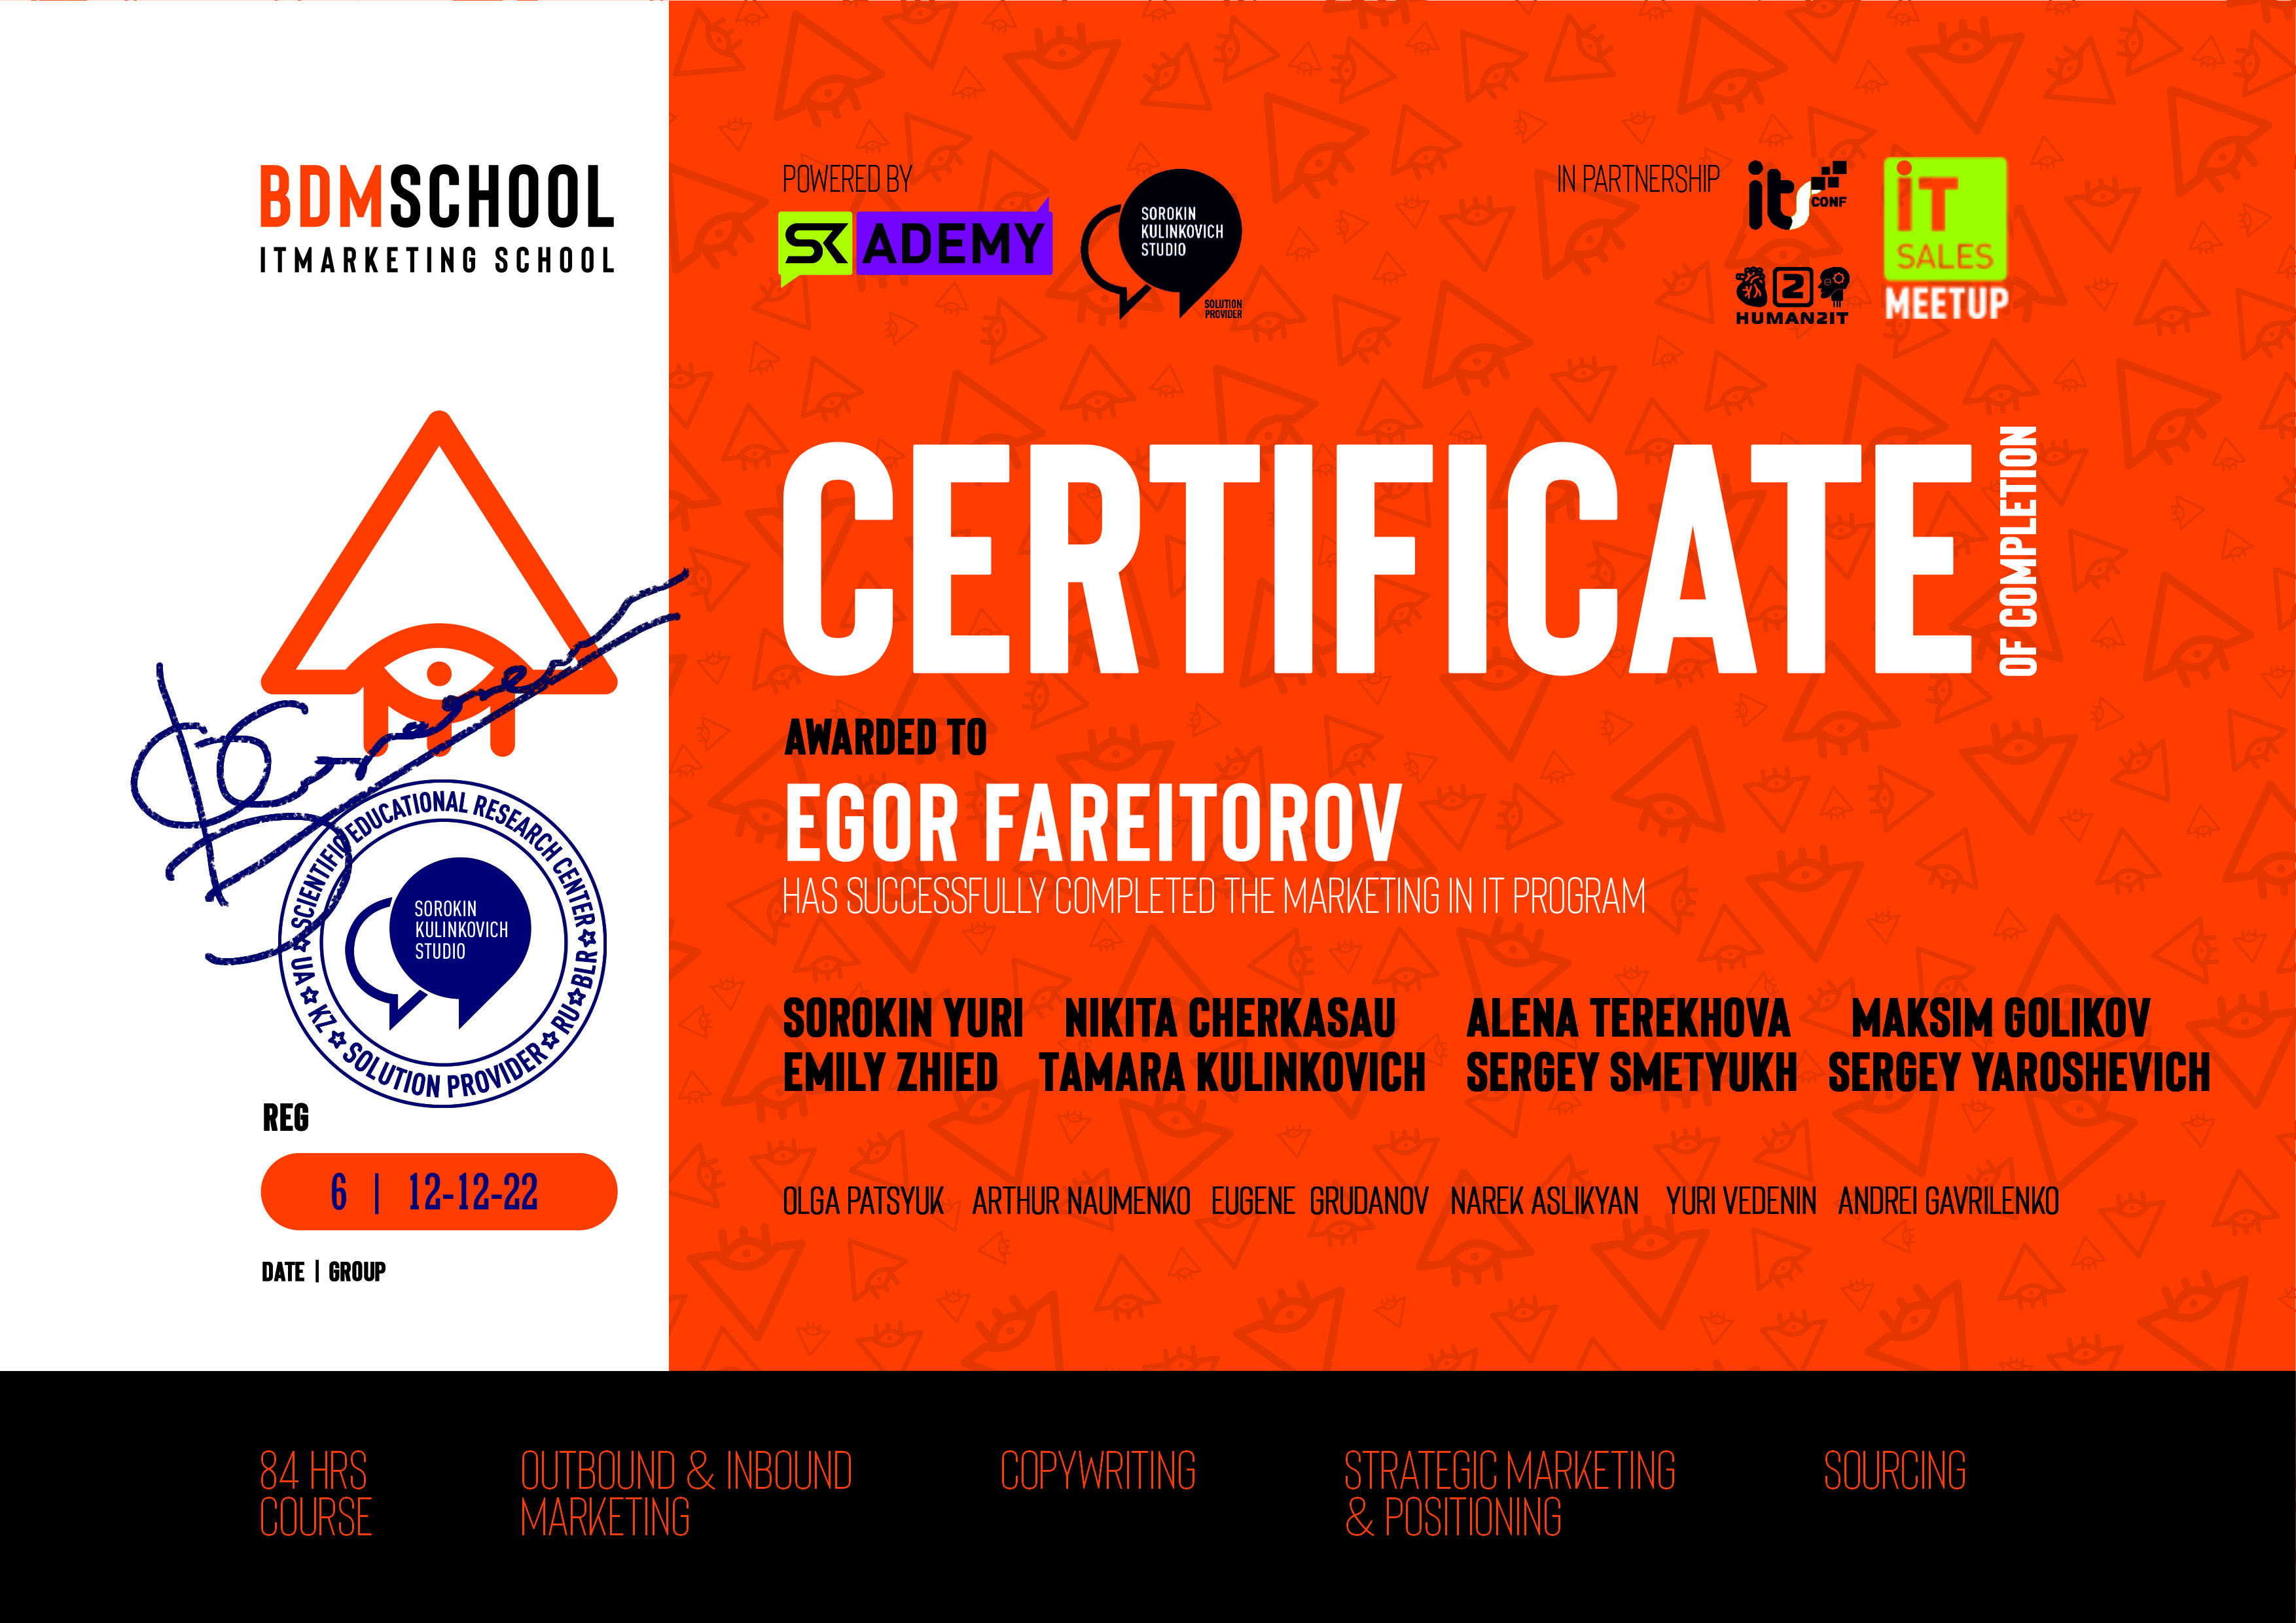 BDMSCHOOL
ITMARKETING SCHOOL
POWERED BY
SK ADEMY
SOROKIN
KULINKOVICH
STUDIO
SOLUTION
PROVIDER
IN PARTNERSHIP
its CONF
2
HUMAN2IT
iT
SALES
MEETUP
CERTIFICATE
OF COMPLETION
AWARDED TO
EGOR FAREITOROV
HAS SUCCESSFULLY COMPLETED THE MARKETING IN IT PROGRAM
SOROKIN YURI NIKITA CHERKASAU ALENA TEREKHOVA MAKSIM GOLIKOV
EMILY ZHIED TAMARA KULINKOVICH SERGEY SMETYUKH SERGEY YAROSHEVICH
OLGA PATSYUK ARTHUR NAUMENKO EUGENE GRUDANOV NAREK ASLIKYAN YURI VEDENIN ANDREI GAVRILENKO
SCIENTIFIC EDUCATIONAL RESEARCH CENTER
UA KZ SOLUTION PROVIDER RU BLR
SOROKIN
KULINKOVICH
STUDIO
REG
6 | 12-12-22
DATE | GROUP
84 HRS
COURSE
OUTBOUND & INBOUND
MARKETING
COPYWRITING
STRATEGIC MARKETING
& POSITIONING
SOURCING